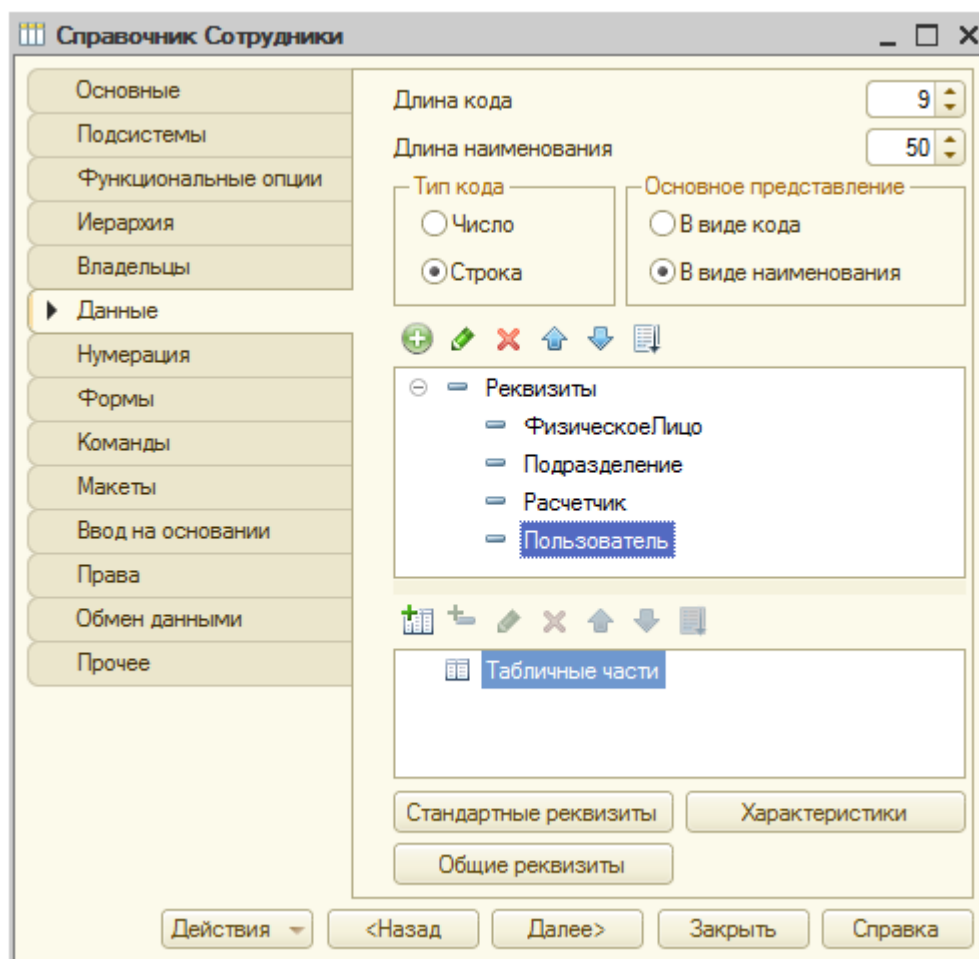 Справочник Сотрудники
Основные
Подсистемы
Функциональные опции
Иерархия
Владельцы
Данные
Нумерация
Формы
Команды
Макеты
Ввод на основании
Права
Обмен данными
Прочее
Длина кода 9
Длина наименования 50
Тип кода
Число
Строка
Основное представление
В виде кода
В виде наименования
Реквизиты
ФизическоеЛицо
Подразделение
Расчетчик
Пользователь
Табличные части
Стандартные реквизиты Характеристики
Общие реквизиты
Действия <Назад Далее> Закрыть Справка